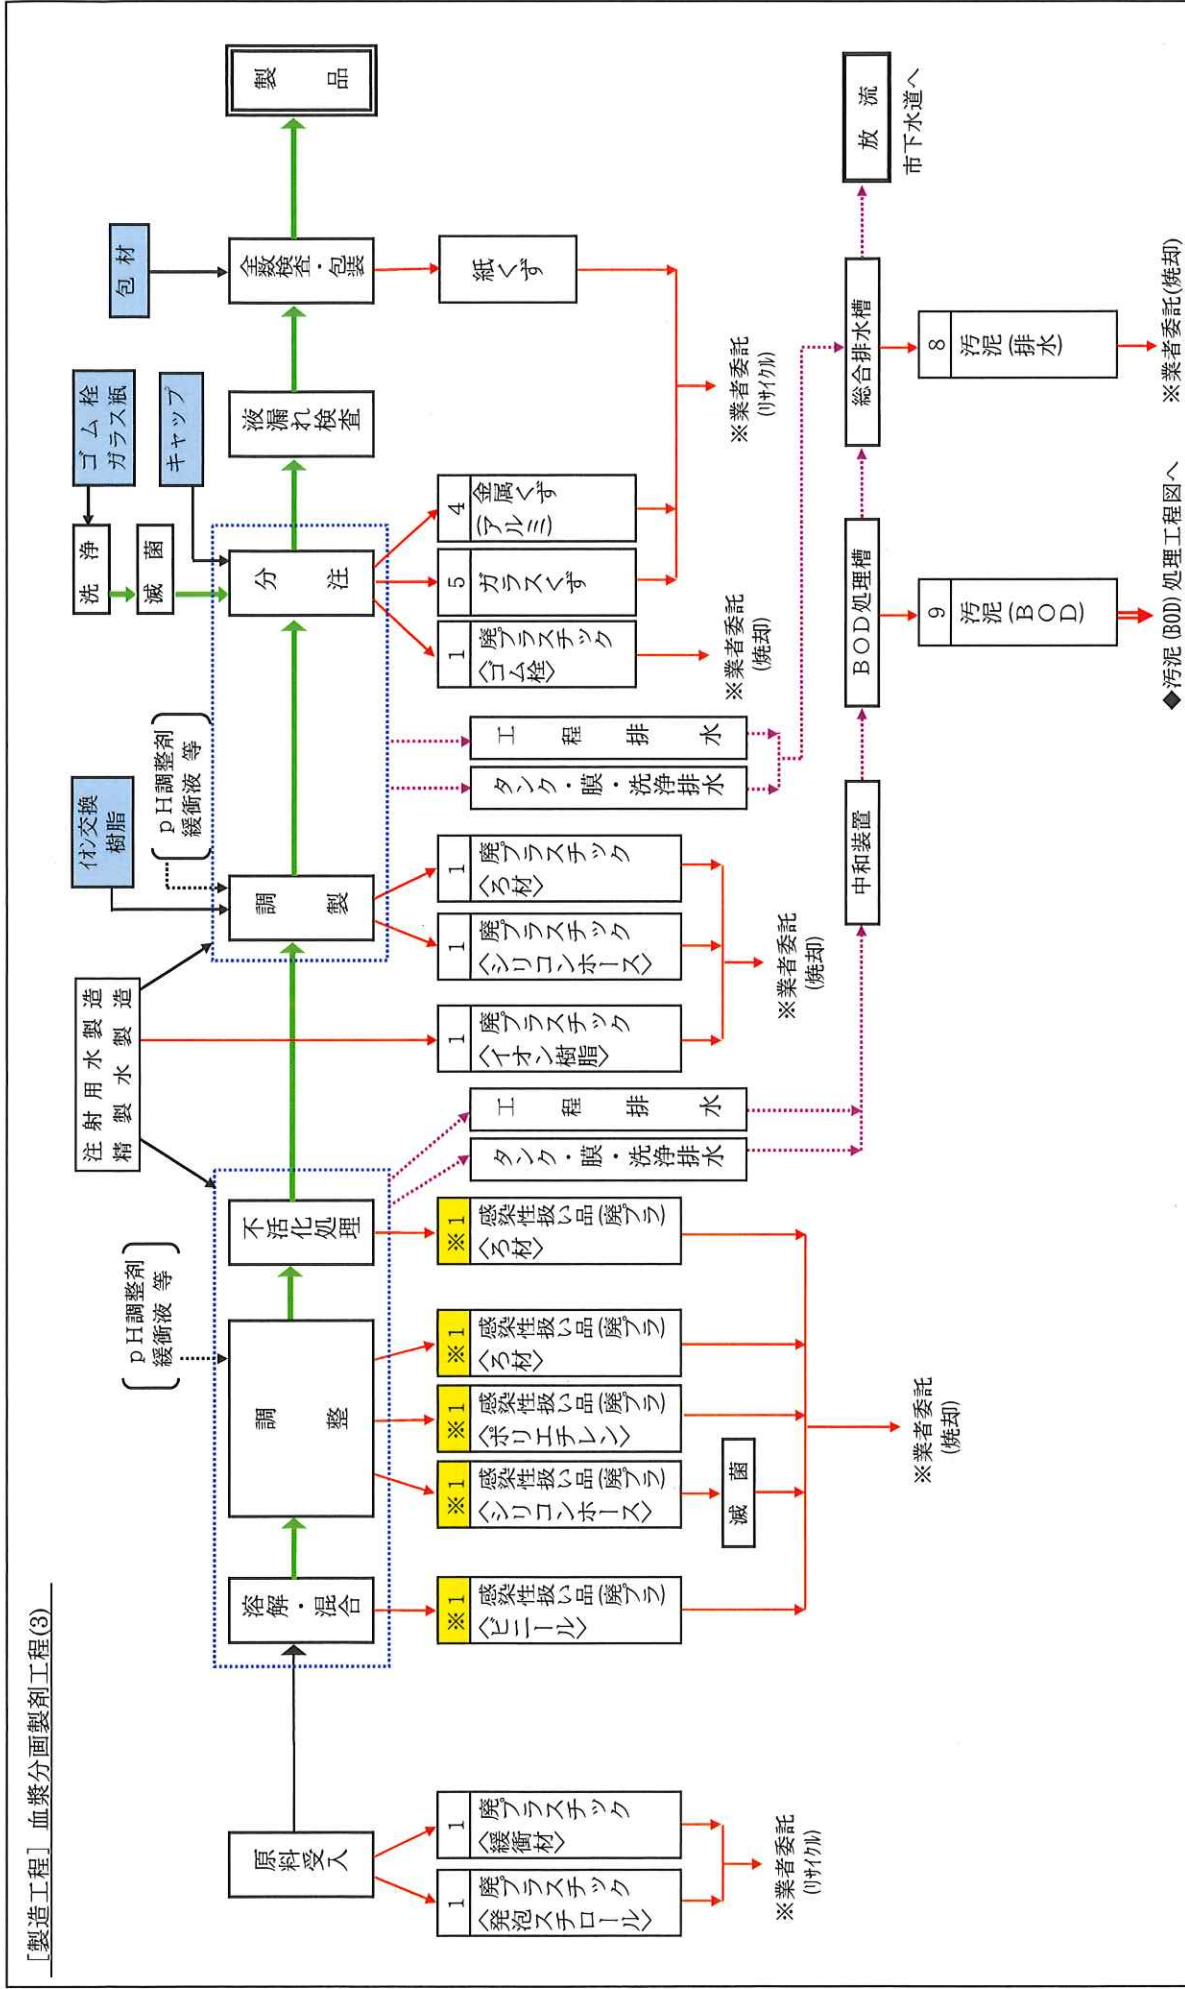 [製造工程] 血漿分画製剤工程(3)
原料受入
1
廃プラスチック
〈発泡スチロール〉
1
廃プラスチック
〈緩衝材〉
※業者委託
(リサイクル)
溶解・混合
※1
感染性扱い品(廃プラ)
〈ビニール〉
pH調整剤
緩衝液 等
調整
※1
感染性扱い品(廃プラ)
〈シリコンホース〉
滅菌
※1
感染性扱い品(廃プラ)
〈ポリエチレン〉
※1
感染性扱い品(廃プラ)
〈ろ材〉
不活化処理
※1
感染性扱い品(廃プラ)
〈ろ材〉
※業者委託
(焼却)
注射用水製造
精製水製造
タンク・膜・洗浄排水
工程排水
1
廃プラスチック
〈イオン樹脂〉
イオン交換
樹脂
pH調整剤
緩衝液 等
調製
1
廃プラスチック
〈シリコンホース〉
1
廃プラスチック
〈ろ材〉
※業者委託
(焼却)
タンク・膜・洗浄排水
工程排水
ゴム栓
ガラス瓶
洗浄
滅菌
キャップ
分注
1
廃プラスチック
〈ゴム栓〉
※業者委託
(焼却)
5
ガラスくず
4
金属くず
(アルミ)
液漏れ検査
包材
全数検査・包装
紙くず
※業者委託
(リサイクル)
製品
中和装置
BOD処理槽
9
汚泥
(BOD)
◆汚泥(BOD)処理工程図へ
総合排水槽
8
汚泥
(排水)
※業者委託(焼却)
放流
市下水道へ